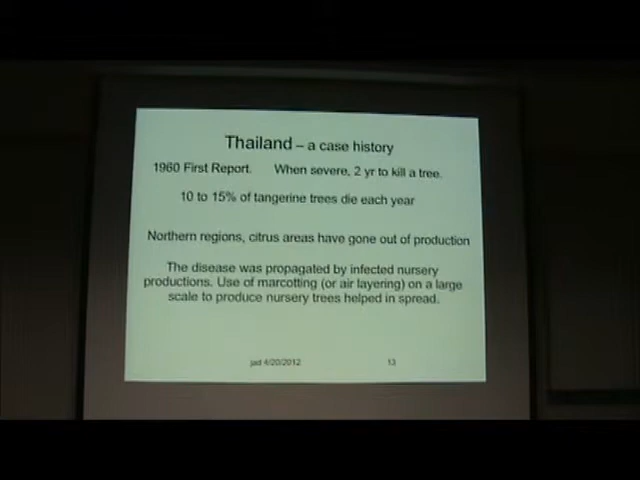 Thailand – a case history
1960 First Report. When severe, 2 yr to kill a tree.
10 to 15% of tangerine trees die each year
Northern regions, citrus areas have gone out of production
The disease was propagated by infected nursery
productions. Use of marcotting (or air layering) on a large
scale to produce nursery trees helped in spread.
jad 4/20/2012 13